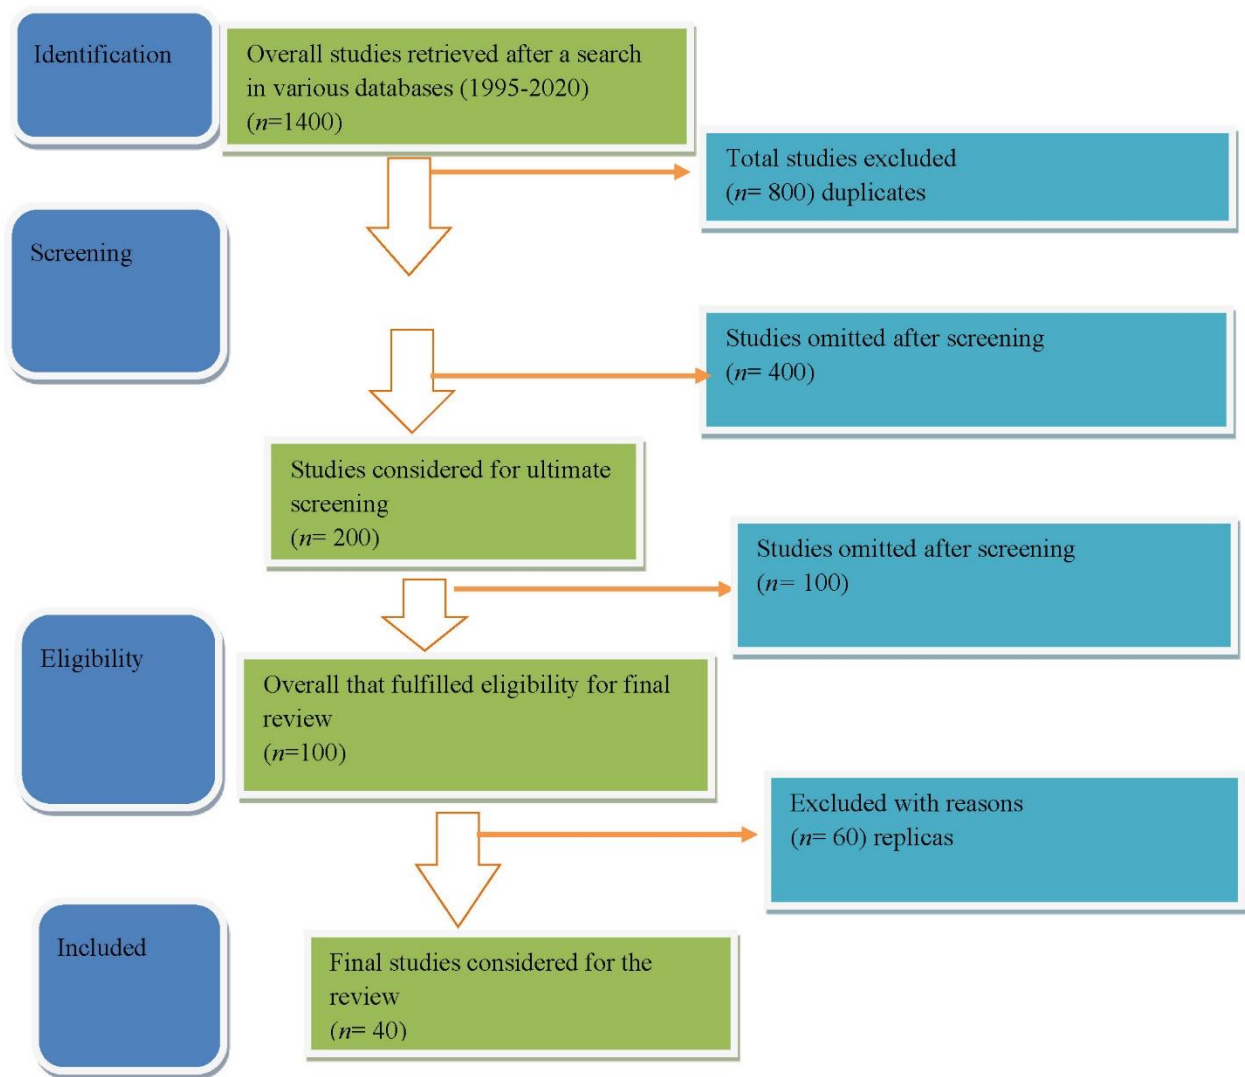 Identification
Overall studies retrieved after a search
in various databases (1995-2020)
(n=1400)
Total studies excluded
(n= 800) duplicates
Screening
Studies omitted after screening
(n= 400)
Studies considered for ultimate
screening
(n= 200)
Studies omitted after screening
(n= 100)
Eligibility
Overall that fulfilled eligibility for final
review
(n=100)
Excluded with reasons
(n= 60) replicas
Included
Final studies considered for the
review
(n= 40)